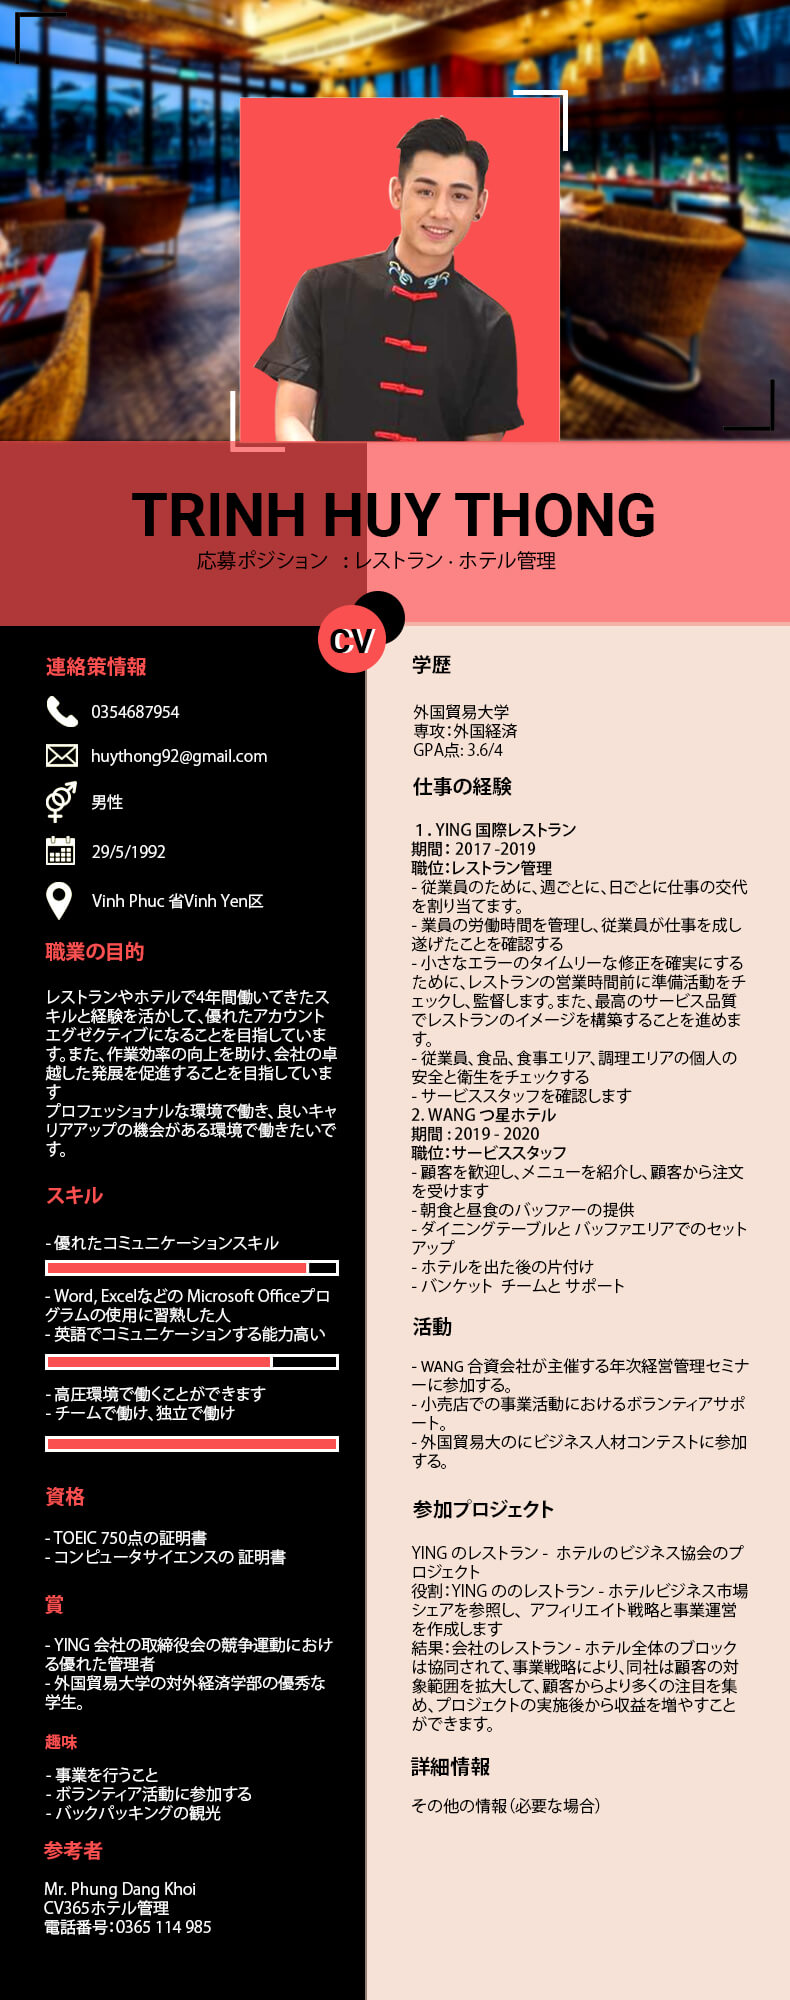 TRINH HUY THONG
応募ポジション ：レストラン・ホテル管理
CV
連絡策情報
0354687954
huythong92@gmail.com
男性
29/5/1992
Vinh Phuc 省Vinh Yen区
職業の目的
レストランやホテルで4年間働いてきたス
キルと経験を活かして、優れたアカウント
エグゼクティブになることを目指していま
す。また、作業効率の向上を助け、会社の卓
越した発展を促進することを目指していま
す
プロフェッショナルな環境で働き、良いキャ
リアアップの機会がある環境で働きたいで
す。
スキル
- 優れたコミュニケーションスキル
- Word, Excelなどの Microsoft Officeプロ
グラムの使用に習熟した人
- 英語でコミュニケーションする能力高い
- 高圧環境で働くことができます
- チームで働け、独立で働け
資格
- TOEIC 750点の証明書
- コンピュータサイエンスの 証明書
賞
- YING 会社の取締役会の競争運動におけ
る優れた管理者
- 外国貿易大学の対外経済学部の優秀な
学生。
趣味
- 事業を行うこと
- ボランティア活動に参加する
- バックパッキングの観光
参考者
Mr. Phung Dang Khoi
CV365ホテル管理
電話番号：0365 114 985
学歴
外国貿易大学
専攻：外国経済
GPA点: 3.6/4
仕事の経験
１. YING 国際レストラン
期間： 2017 -2019
職位：レストラン管理
- 従業員のために、週ごとに、日ごとに仕事の交代
を割り当てます。
- 業員の労働時間を管理し、従業員が仕事を成し
遂げたことを確認する
- 小さなエラーのタイムリーな修正を確実にする
ために、レストランの営業時間前に準備活動をチ
ェックし、監督します。また、最高のサービス品質
でレストランのイメージを構築することを進めま
す。
- 従業員、食品、食事エリア、調理エリアの個人の
安全と衛生をチェックする
- サービススタッフを確認します
2. WANG つ星ホテル
期間 : 2019 - 2020
職位：サービススタッフ
- 顧客を歓迎し、メニューを紹介し、顧客から注文
を受けます
- 朝食と昼食のバッファーの提供
- ダイニングテーブルと バッファエリアでのセット
アップ
- ホテルを出た後の片付け
- バンケット チームと サポート
活動
- WANG 合資会社が主催する年次経営管理セミナ
ーに参加する。
- 小売店での事業活動におけるボランティアサポ
ート。
- 外国貿易大のにビジネス人材コンテストに参加
する。
参加プロジェクト
YING のレストラン - ホテルのビジネス協会のプ
ロジェクト
役割：YING ののレストラン - ホテルビジネス市場
シェアを参照し、 アフィリエイト戦略と事業運営
を作成します
結果：会社のレストラン - ホテル全体のブロック
は協同されて、事業戦略により、同社は顧客の対
象範囲を拡大して、顧客からより多くの注目を集
め、プロジェクトの実施後から収益を増やすこと
ができます。
詳細情報
その他の情報（必要な場合）